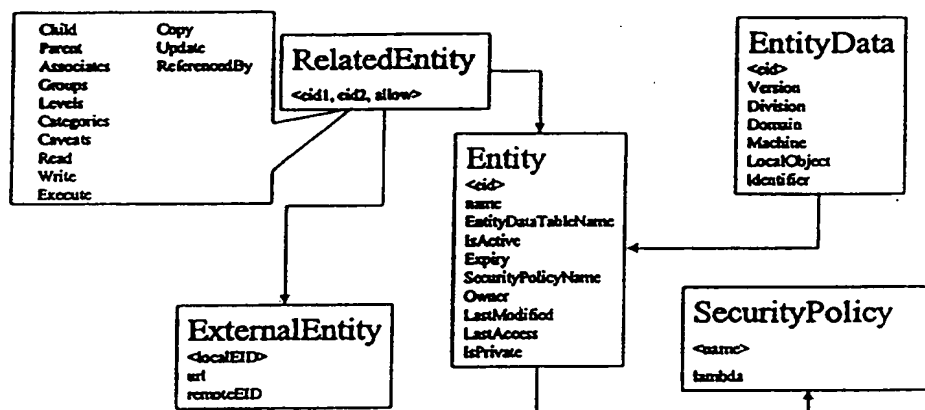 Child Copy
Parent Update
Associates ReferencedBy
Groups
Levels
Categories
Caveats
Read
Write
Execute
RelatedEntity
<eid1, eid2, allow>
EntityData
<eid>
Version
Division
Domain
Machine
LocalObject
Identifier
Entity
<eid>
name
EntityDataTableName
IsActive
Expiry
SecurityPolicyName
Owner
LastModified
LastAccess
IsPrivate
ExternalEntity
<localEID>
url
remoteEID
SecurityPolicy
<name>
lambda